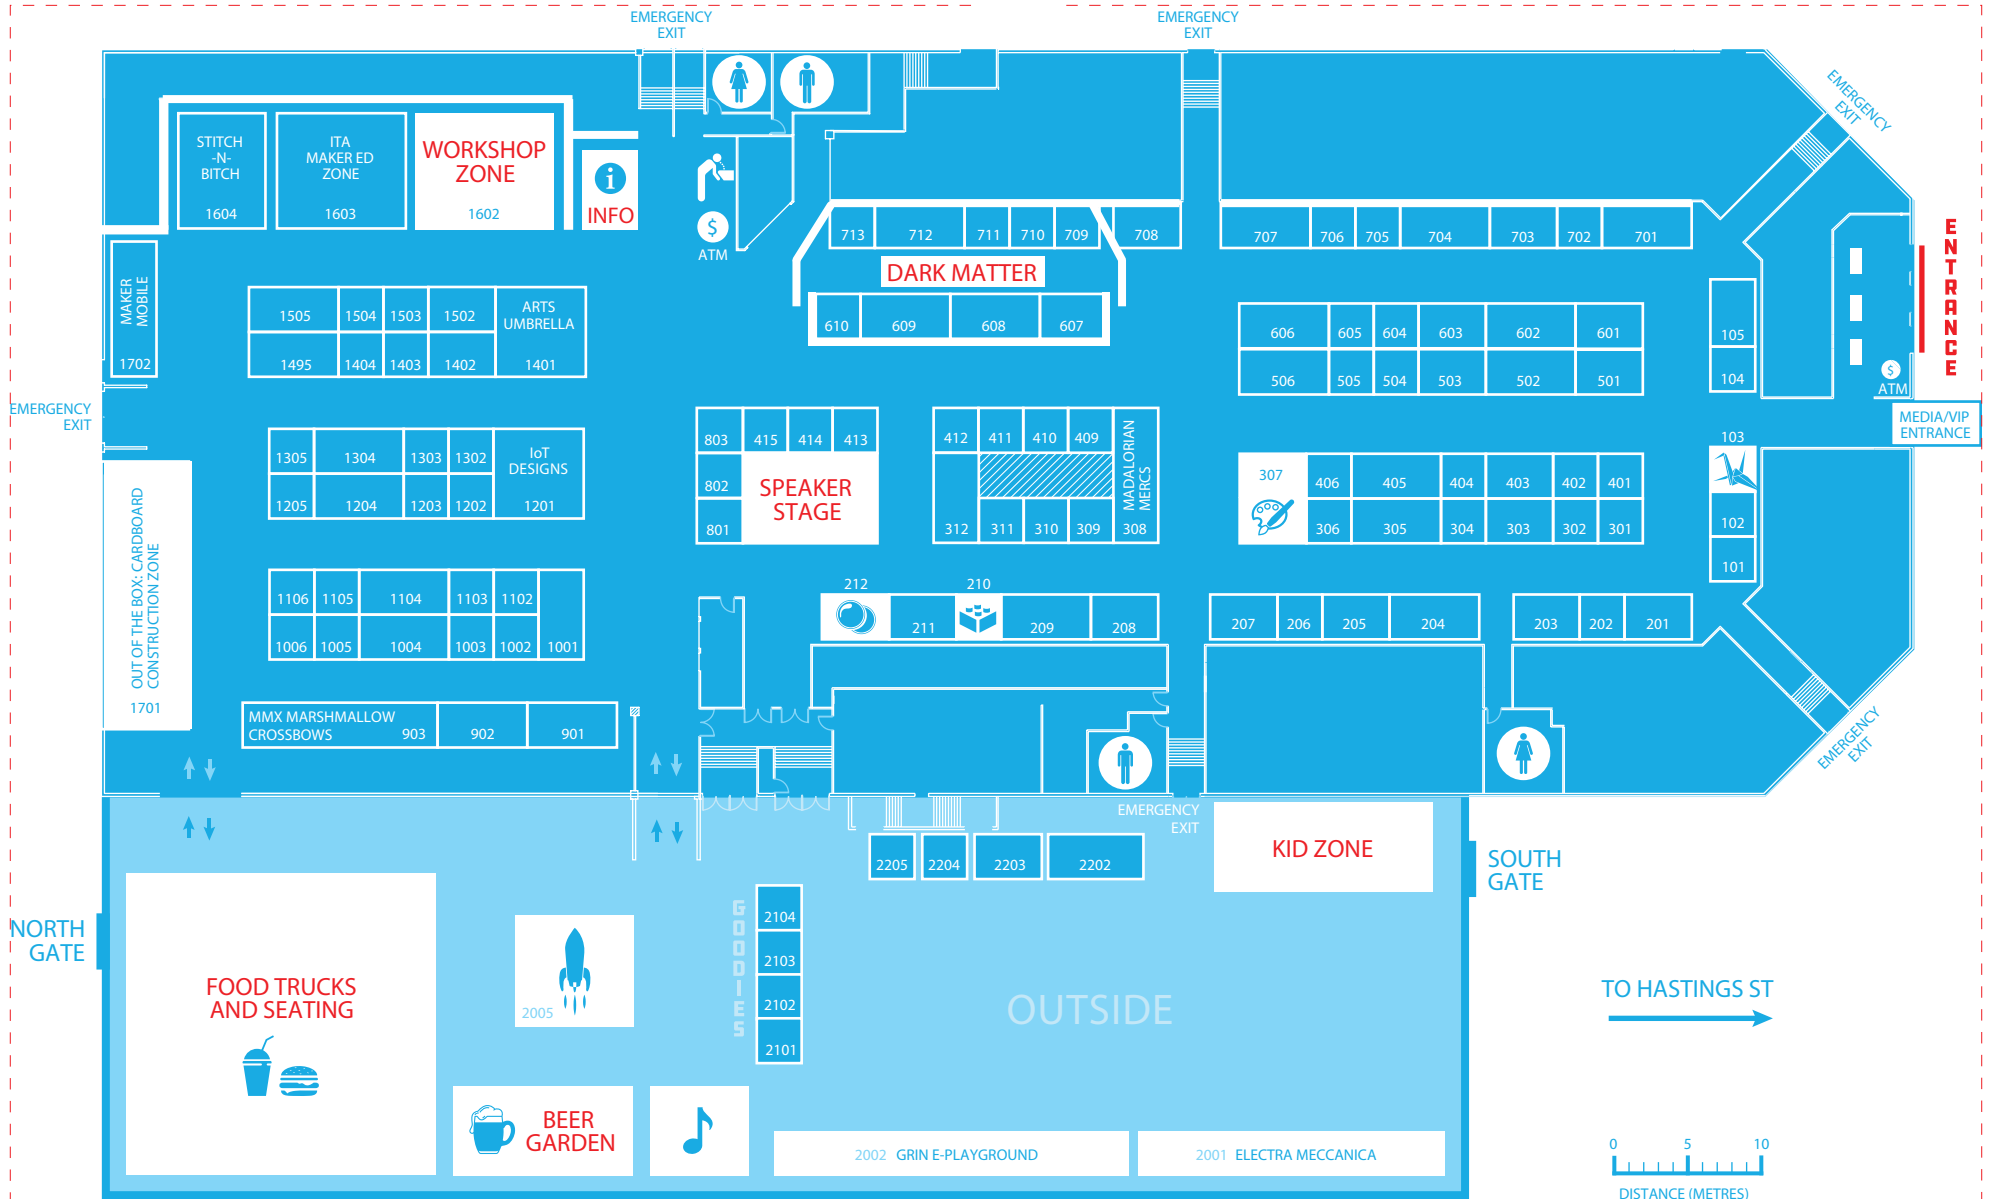 EMERGENCY
EXIT
EMERGENCY
EXIT
EMERGENCY
EXIT
STITCH
-N-
BITCH
1604
ITA
MAKER ED
ZONE
1603
WORKSHOP
ZONE
1602
i
INFO
$
ATM
713
712
711
710
709
708
707
706
705
704
703
702
701
DARK MATTER
610
609
608
607
606
605
604
603
602
601
506
505
504
503
502
501
105
104
ENTRANCE
$
ATM
MEDIA/VIP
ENTRANCE
MAKER
MOBILE
1702
1505
1504
1503
1502
ARTS
UMBRELLA
1495
1404
1403
1402
1401
EMERGENCY
EXIT
1305
1304
1303
1302
IoT
DESIGNS
1205
1204
1203
1202
1201
803
415
414
413
802
801
SPEAKER
STAGE
412
411
410
409
MADALORIAN
MERCS
312
311
310
309
308
307
406
405
404
403
402
401
306
305
304
303
302
301
103
102
101
OUT OF THE BOX: CARDBOARD
CONSTRUCTION ZONE
1701
1106
1105
1104
1103
1102
1006
1005
1004
1003
1002
1001
212
211
210
209
208
207
206
205
204
203
202
201
MMX MARSHMALLOW
CROSSBOWS
903
902
901
EMERGENCY
EXIT
EMERGENCY
EXIT
2205
2204
2203
2202
KID ZONE
SOUTH
GATE
NORTH
GATE
FOOD TRUCKS
AND SEATING
2005
GOODIES
2104
2103
2102
2101
OUTSIDE
TO HASTINGS ST
BEER
GARDEN
2002 GRIN E-PLAYGROUND
2001 ELECTRA MECCANICA
0 5 10
DISTANCE (METRES)